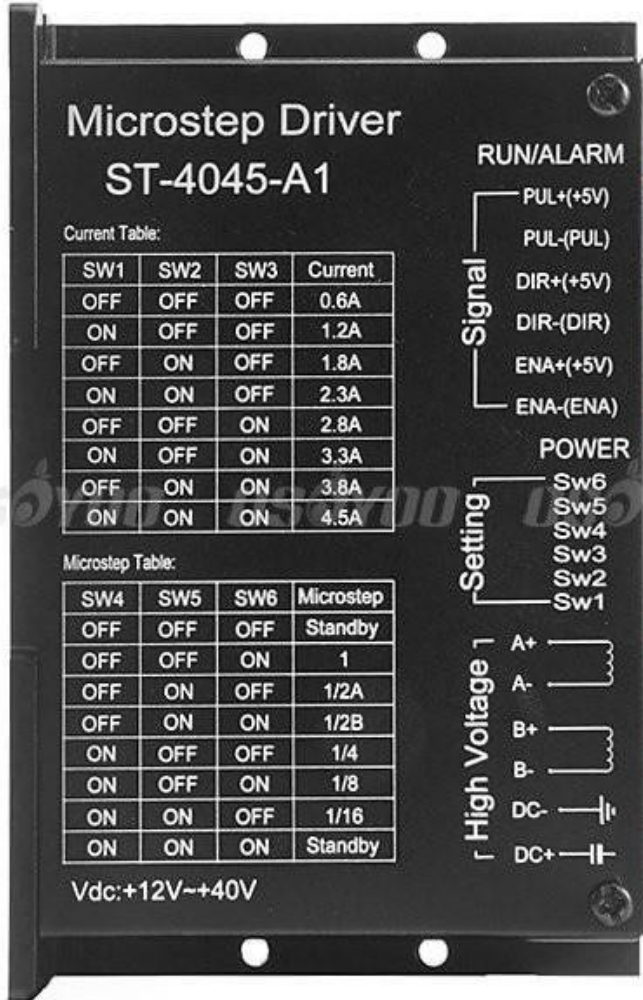 Microstep Driver
ST-4045-A1
Current Table:
SW1 SW2 SW3 Current
OFF OFF OFF 0.6A
ON OFF OFF 1.2A
OFF ON OFF 1.8A
ON ON OFF 2.3A
OFF OFF ON 2.8A
ON OFF ON 3.3A
OFF ON ON 3.8A
ON ON ON 4.5A
Microstep Table:
SW4 SW5 SW6 Microstep
OFF OFF OFF Standby
OFF OFF ON 1
OFF ON OFF 1/2A
OFF ON ON 1/2B
ON OFF OFF 1/4
ON OFF ON 1/8
ON ON OFF 1/16
ON ON ON Standby
Vdc:+12V~+40V
RUN/ALARM
Signal
PUL+(+5V)
PUL-(PUL)
DIR+(+5V)
DIR-(DIR)
ENA+(+5V)
ENA-(ENA)
POWER
Setting
Sw6
Sw5
Sw4
Sw3
Sw2
Sw1
High Voltage
A+
A-
B+
B-
DC-
DC+